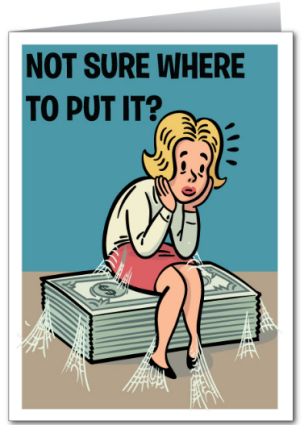 NOT SURE WHERE
TO PUT IT?
$